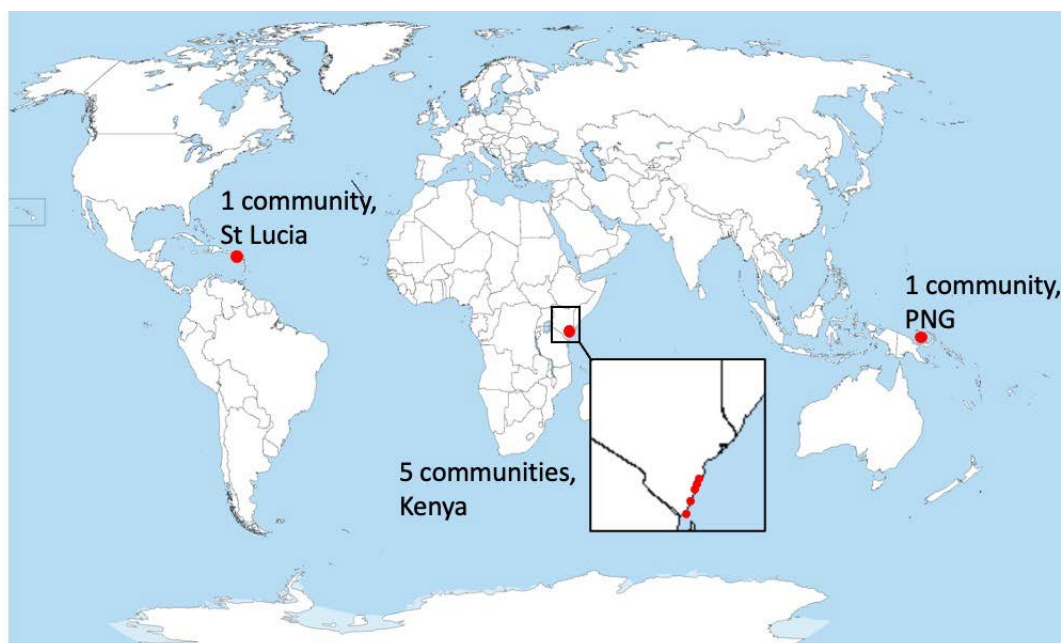 1 community,
St Lucia
1 community,
PNG
5 communities,
Kenya